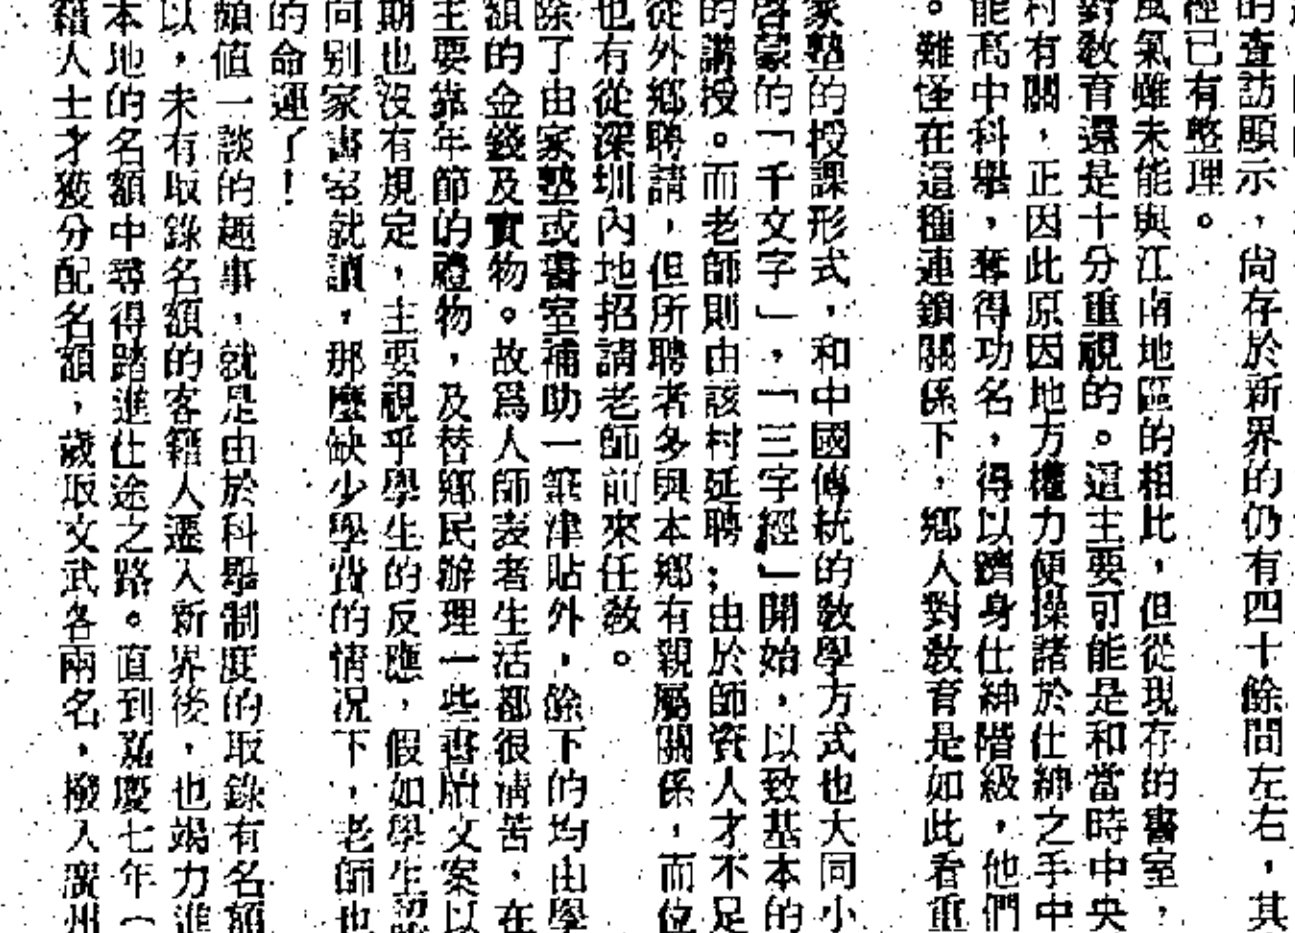 的查訪顯示，尚存於新界的仍有四十餘間左右，其
經已有整理。
風氣雖未能與江南地區的相比，但從現存的書室，
對敎育還是十分重視的。這主要可能是和當時中央
村有關，正因此原因地方權力便操諸於仕紳之手中
能高中科舉，奪得功名，得以躋身仕紳階級，他們
。難怪在這種連鎖關係下，鄉人對敎育是如此看重
家塾的授課形式，和中國傳統的敎學方式也大同小
啓蒙的「千文字」，「三字經」開始，以致基本的
的講授。而老師則由該村延聘；由於師資人才不足
從外鄉聘請，但所聘者多與本鄉有親屬關係，而位
也有從深圳內地招請老師前來任敎。
除了由家塾或書室補助一筆津貼外，餘下的均由學
額的金錢及實物。故爲人師表者生活都很淸苦，在
主要靠年節的禮物，及替鄉民辦理一些書牘文案以
期也沒有規定，主要視乎學生的反應，假如學生
向別家書室就讀，那麼缺少學費的情况下，老師也
的命運了！
頗值一談的趣事，就是由於科舉制度的取錄有名額
以，未有取錄名額的客籍人遷入新界後，也竭力進
本地的名額中尋得踏進仕途之路。直到嘉慶七年（
籍人士才獲分配名額，歲取文武各兩名，撥入廣州